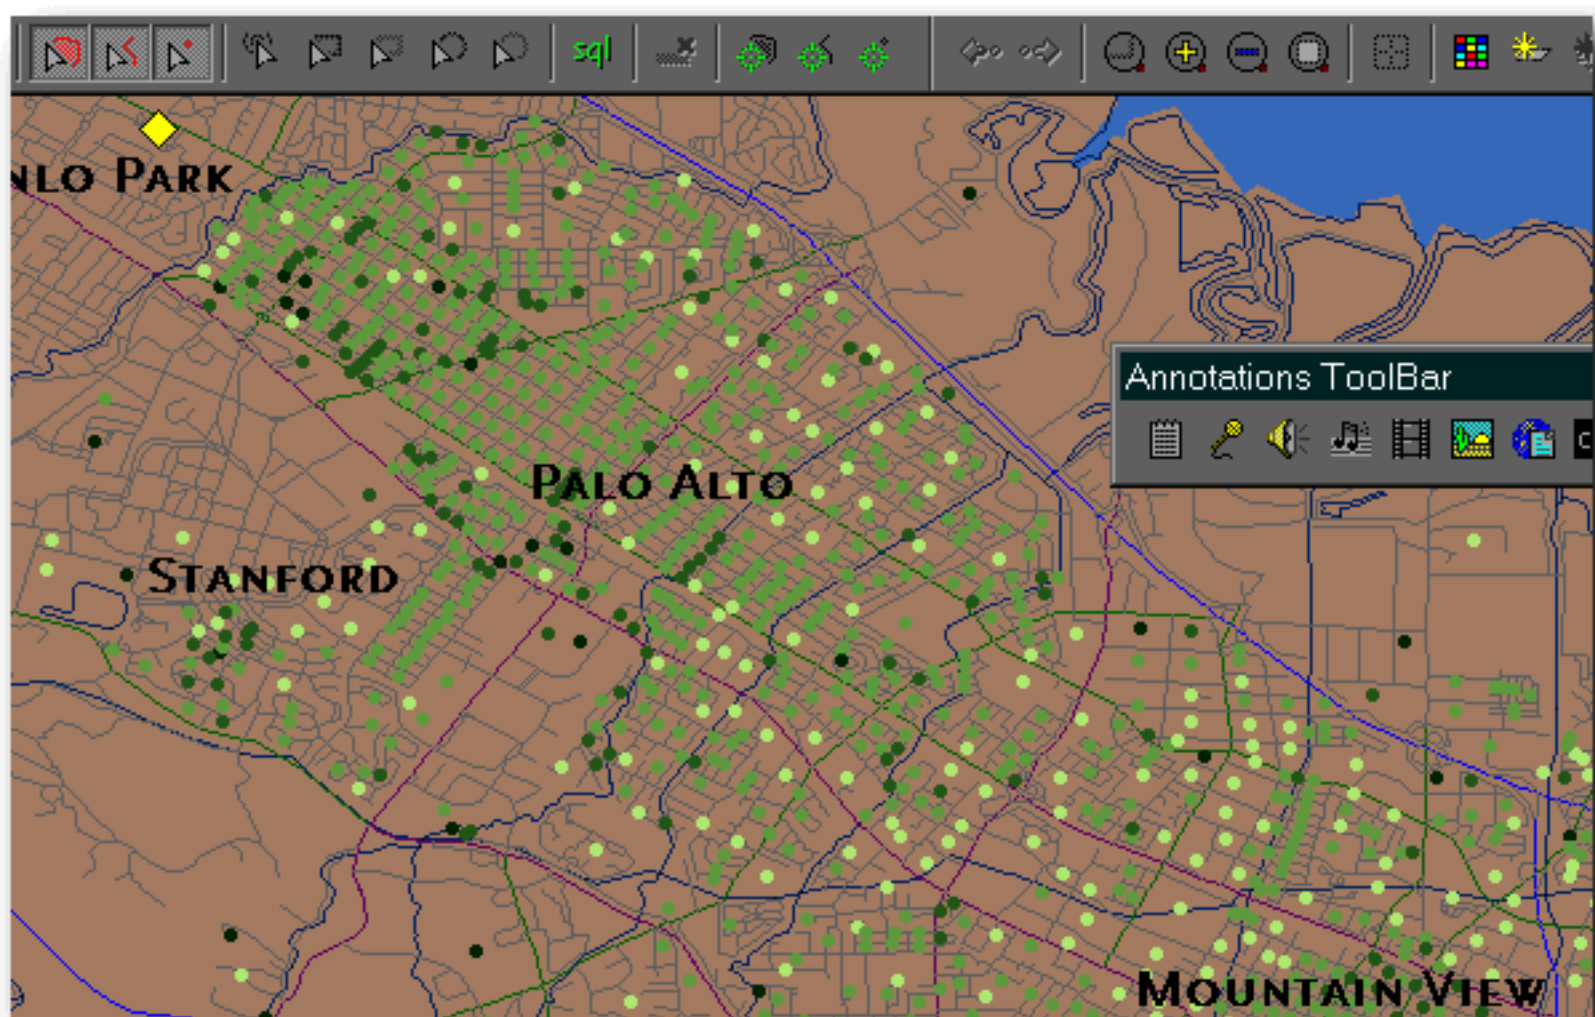 sql
NLO PARK
Annotations ToolBar
PALO ALTO
STANFORD
MOUNTAIN VIEW